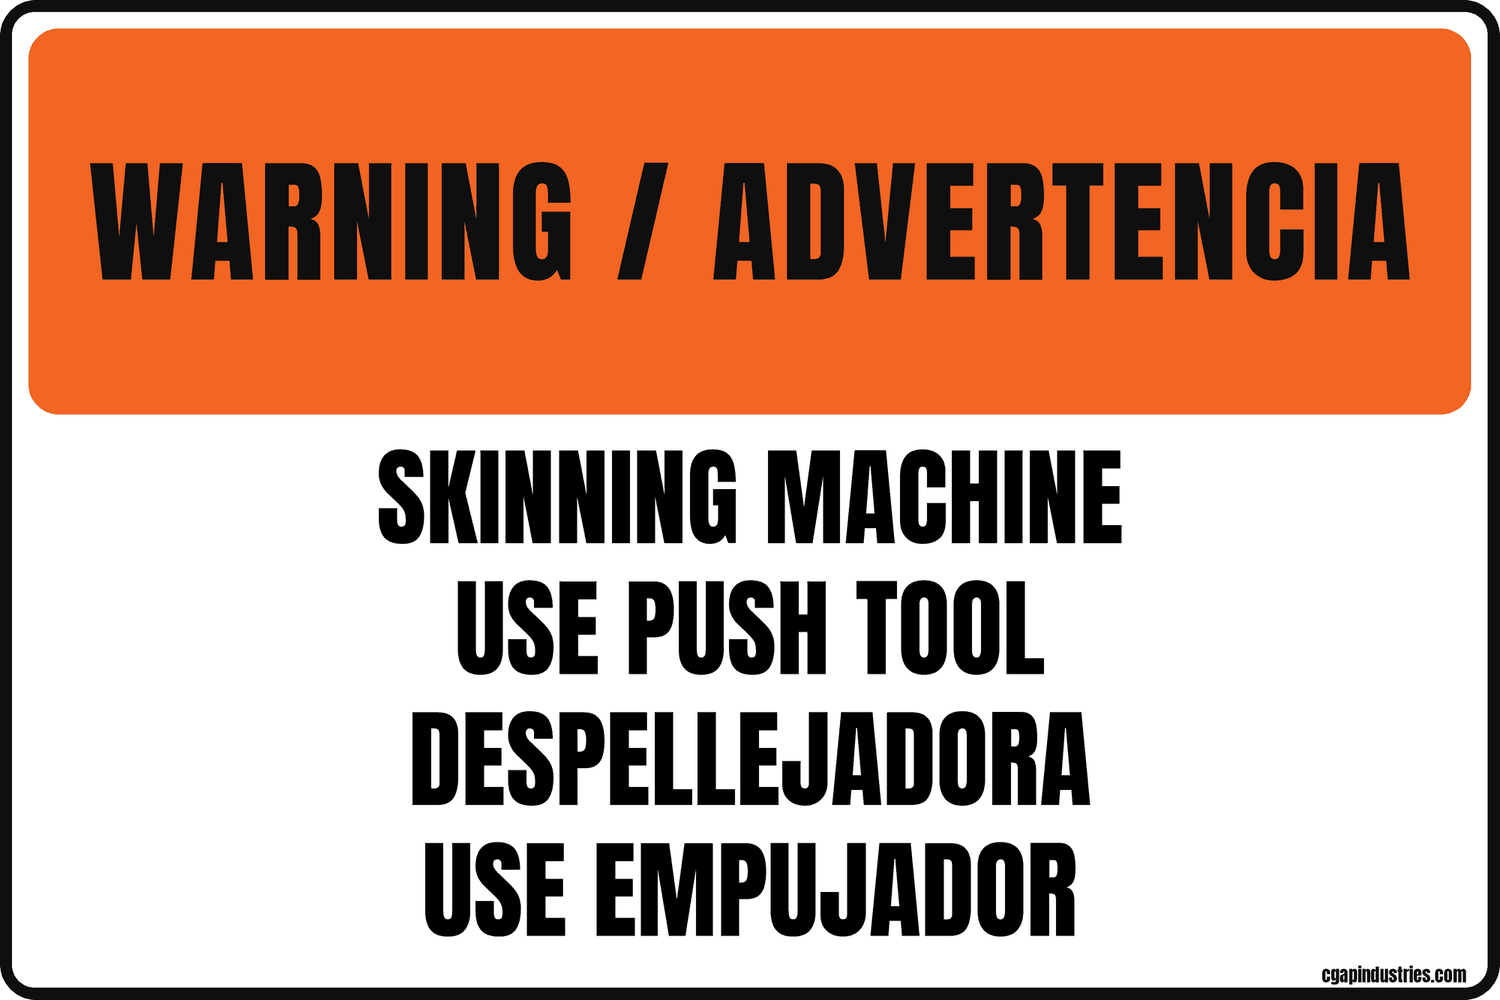 WARNING / ADVERTENCIA
SKINNING MACHINE
USE PUSH TOOL
DESPELLEJADORA
USE EMPUJADOR
cgapindustries.com